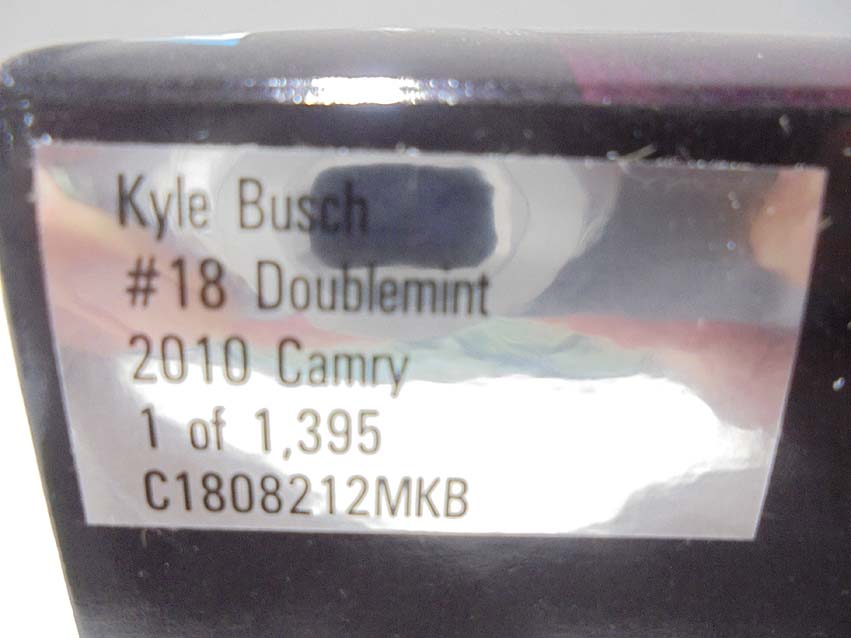 Kyle Busch
#18 Doublemint
2010 Camry
1 of 1,395
C1808212MKB